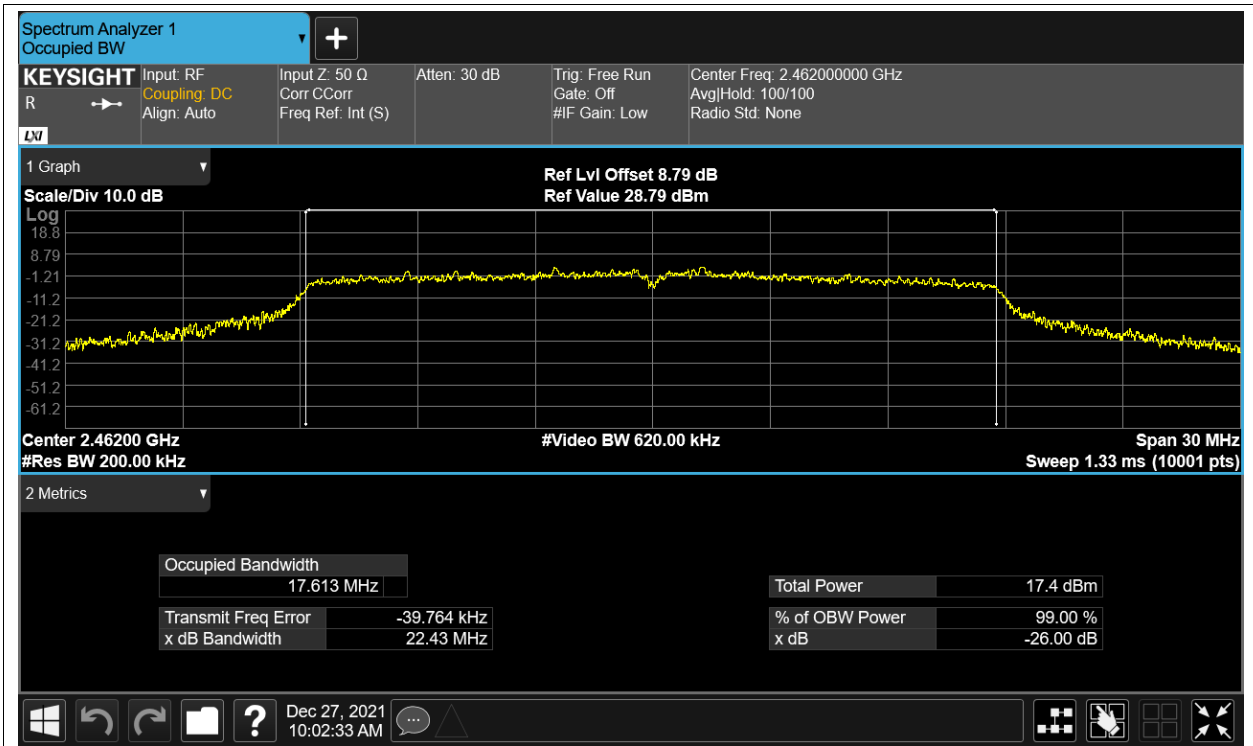 Spectrum Analyzer 1
Occupied BW
KEYSIGHT
R
LXI
Input: RF
Coupling: DC
Align: Auto
Input Z: 50 Ω
Corr CCorr
Freq Ref: Int (S)
Atten: 30 dB
Trig: Free Run
Gate: Off
#IF Gain: Low
Center Freq: 2.462000000 GHz
Avg|Hold: 100/100
Radio Std: None
1 Graph
Ref Lvl Offset 8.79 dB
Scale/Div 10.0 dB
Ref Value 28.79 dBm
Log
18.8
8.79
-1.21
-11.2
-21.2
-31.2
-41.2
-51.2
-61.2
Center 2.46200 GHz
#Video BW 620.00 kHz
Span 30 MHz
#Res BW 200.00 kHz
Sweep 1.33 ms (10001 pts)
2 Metrics
Occupied Bandwidth
17.613 MHz
Total Power 17.4 dBm
Transmit Freq Error -39.764 kHz
% of OBW Power 99.00 %
x dB Bandwidth 22.43 MHz
x dB -26.00 dB
?
Dec 27, 2021
10:02:33 AM